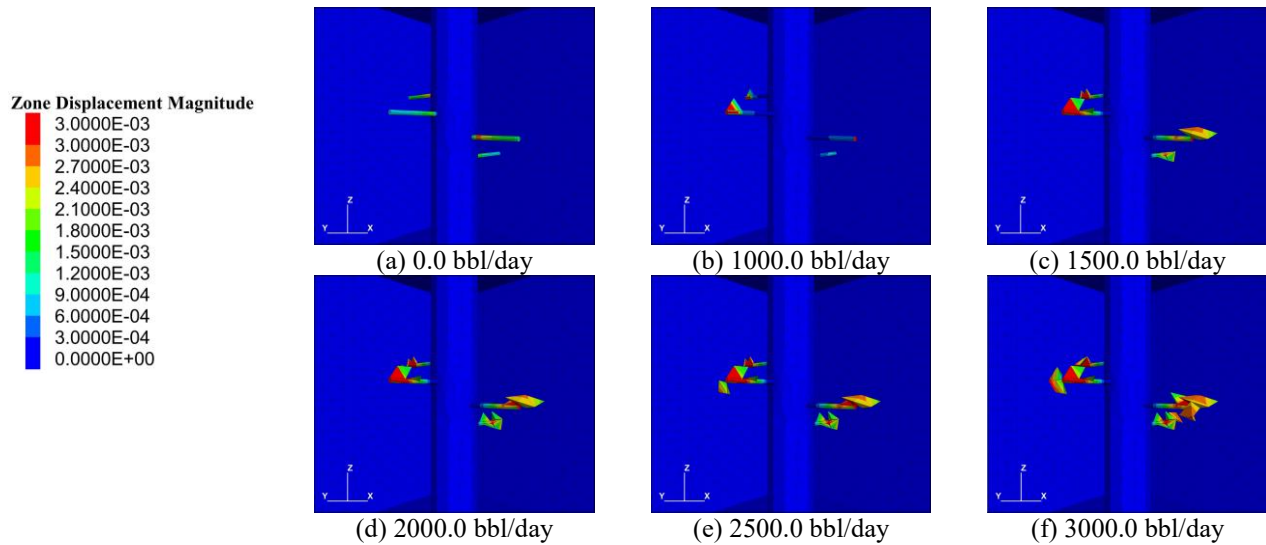 Zone Displacement Magnitude
3.0000E-03
3.0000E-03
2.7000E-03
2.4000E-03
2.1000E-03
1.8000E-03
1.5000E-03
1.2000E-03
9.0000E-04
6.0000E-04
3.0000E-04
0.0000E+00
Z
Y X
Z
Y X
Z
Y X
(a) 0.0 bbl/day
(b) 1000.0 bbl/day
(c) 1500.0 bbl/day
Z
Y X
Z
Y X
Z
Y X
(d) 2000.0 bbl/day
(e) 2500.0 bbl/day
(f) 3000.0 bbl/day